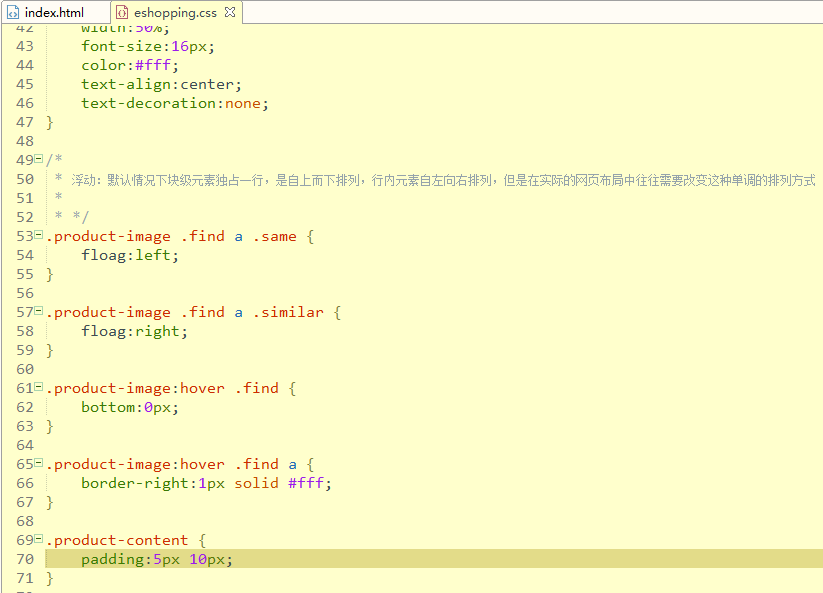 index.html eshopping.css
42 width:50%;
43 font-size:16px;
44 color:#fff;
45 text-align:center;
46 text-decoration:none;
47 }
48
49 /*
50 * 浮动：默认情况下块级元素独占一行，是自上而下排列，行内元素自左向右排列，但是在实际的网页布局中往往需要改变这种单调的排列方式
51 *
52 * */
53 .product-image .find a .same {
54 floag:left;
55 }
56
57 .product-image .find a .similar {
58 floag:right;
59 }
60
61 .product-image:hover .find {
62 bottom:0px;
63 }
64
65 .product-image:hover .find a {
66 border-right:1px solid #fff;
67 }
68
69 .product-content {
70 padding:5px 10px;
71 }